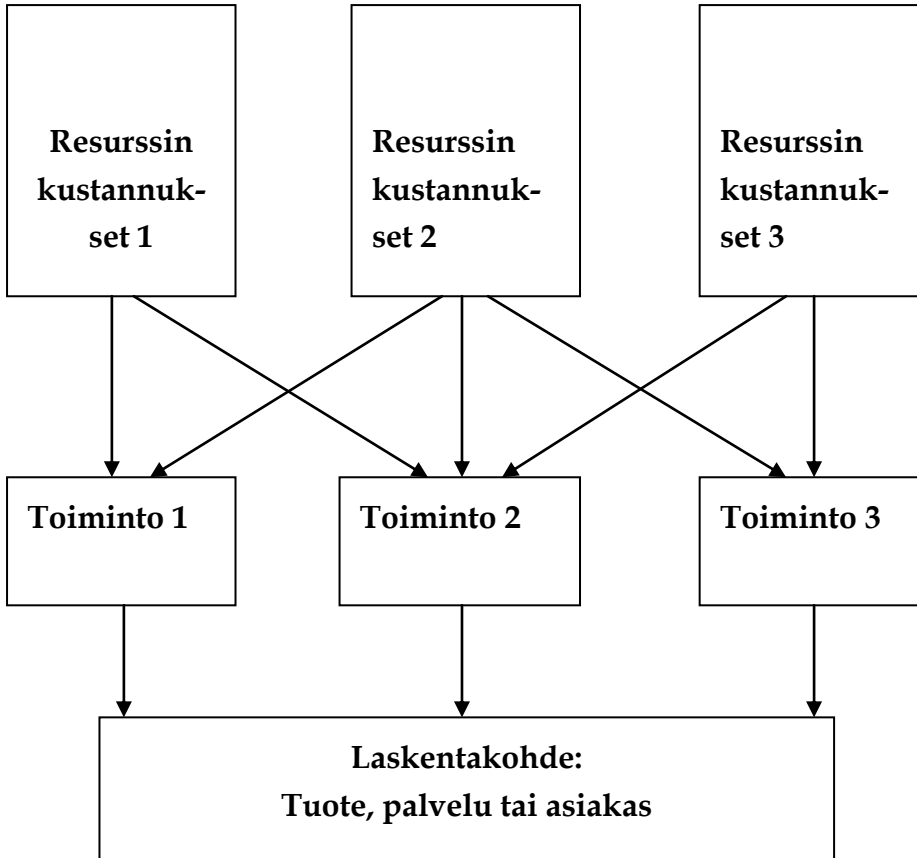 Resurssin
kustannuk-
set 1
Resurssin
kustannuk-
set 2
Resurssin
kustannuk-
set 3
Toiminto 1
Toiminto 2
Toiminto 3
Laskentakohde:
Tuote, palvelu tai asiakas